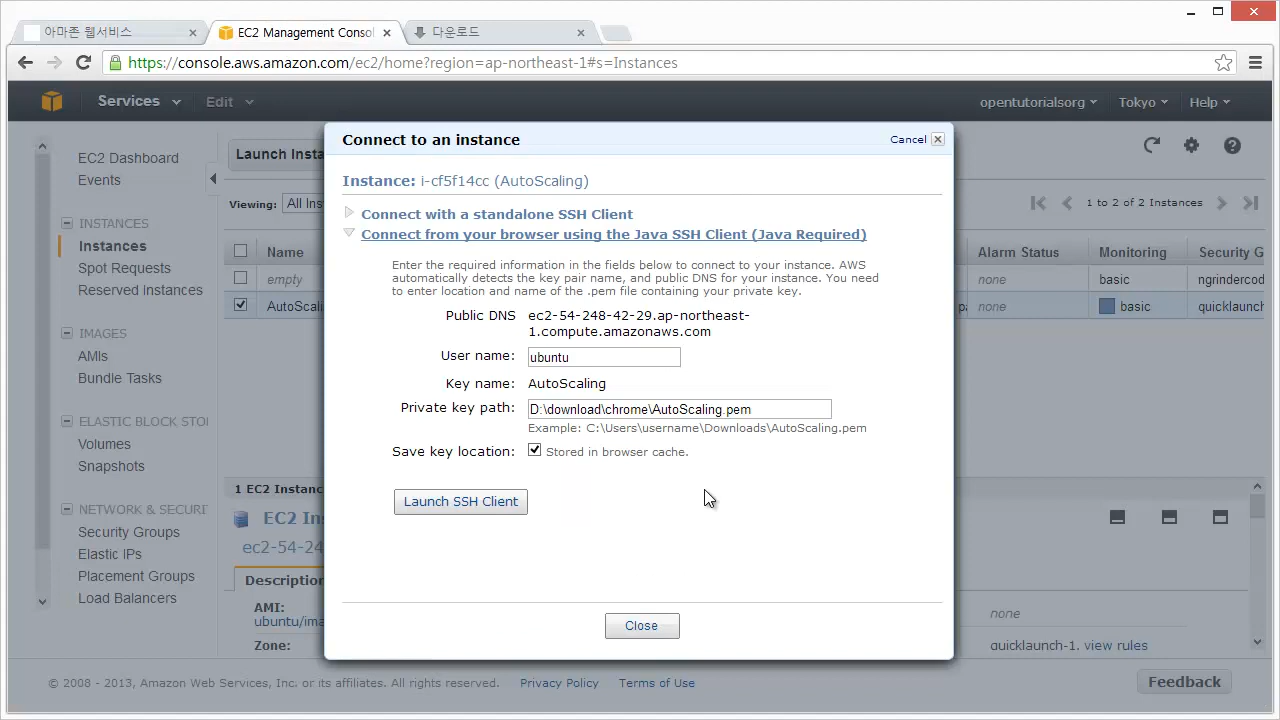 아마존 웹서비스
EC2 Management Consol
다운로드
https://console.aws.amazon.com/ec2/home?region=ap-northeast-1#s=Instances
Services
Edit
opentutorialsorg
Tokyo
Help
EC2 Dashboard
Events
INSTANCES
Instances
Spot Requests
Reserved Instances
IMAGES
AMIs
Bundle Tasks
ELASTIC BLOCK STO
Volumes
Snapshots
NETWORK & SECURI
Security Groups
Elastic IPs
Placement Groups
Load Balancers
Launch Insta
Viewing: All Ins
1 to 2 of 2 Instances
Name
Alarm Status
Monitoring
Security G
empty
none
basic
ngrindercod
AutoScali
none
basic
quicklaunch
Connect to an instance
Cancel
Instance: i-cf5f14cc (AutoScaling)
Connect with a standalone SSH Client
Connect from your browser using the Java SSH Client (Java Required)
Enter the required information in the fields below to connect to your instance. AWS
automatically detects the key pair name, and public DNS for your instance. You need
to enter location and name of the .pem file containing your private key.
Public DNS ec2-54-248-42-29.ap-northeast-
1.compute.amazonaws.com
User name: ubuntu
Key name: AutoScaling
Private key path: D:\download\chrome\AutoScaling.pem
Example: C:\Users\username\Downloads\AutoScaling.pem
Save key location: Stored in browser cache.
Launch SSH Client
Close
1 EC2 Instanc
EC2 Ins
ec2-54-24
Description
AMI:
ubuntu/ima
none
Zone:
quicklaunch-1. view rules
© 2008 - 2013, Amazon Web Services, Inc. or its affiliates. All rights reserved.
Privacy Policy
Terms of Use
Feedback